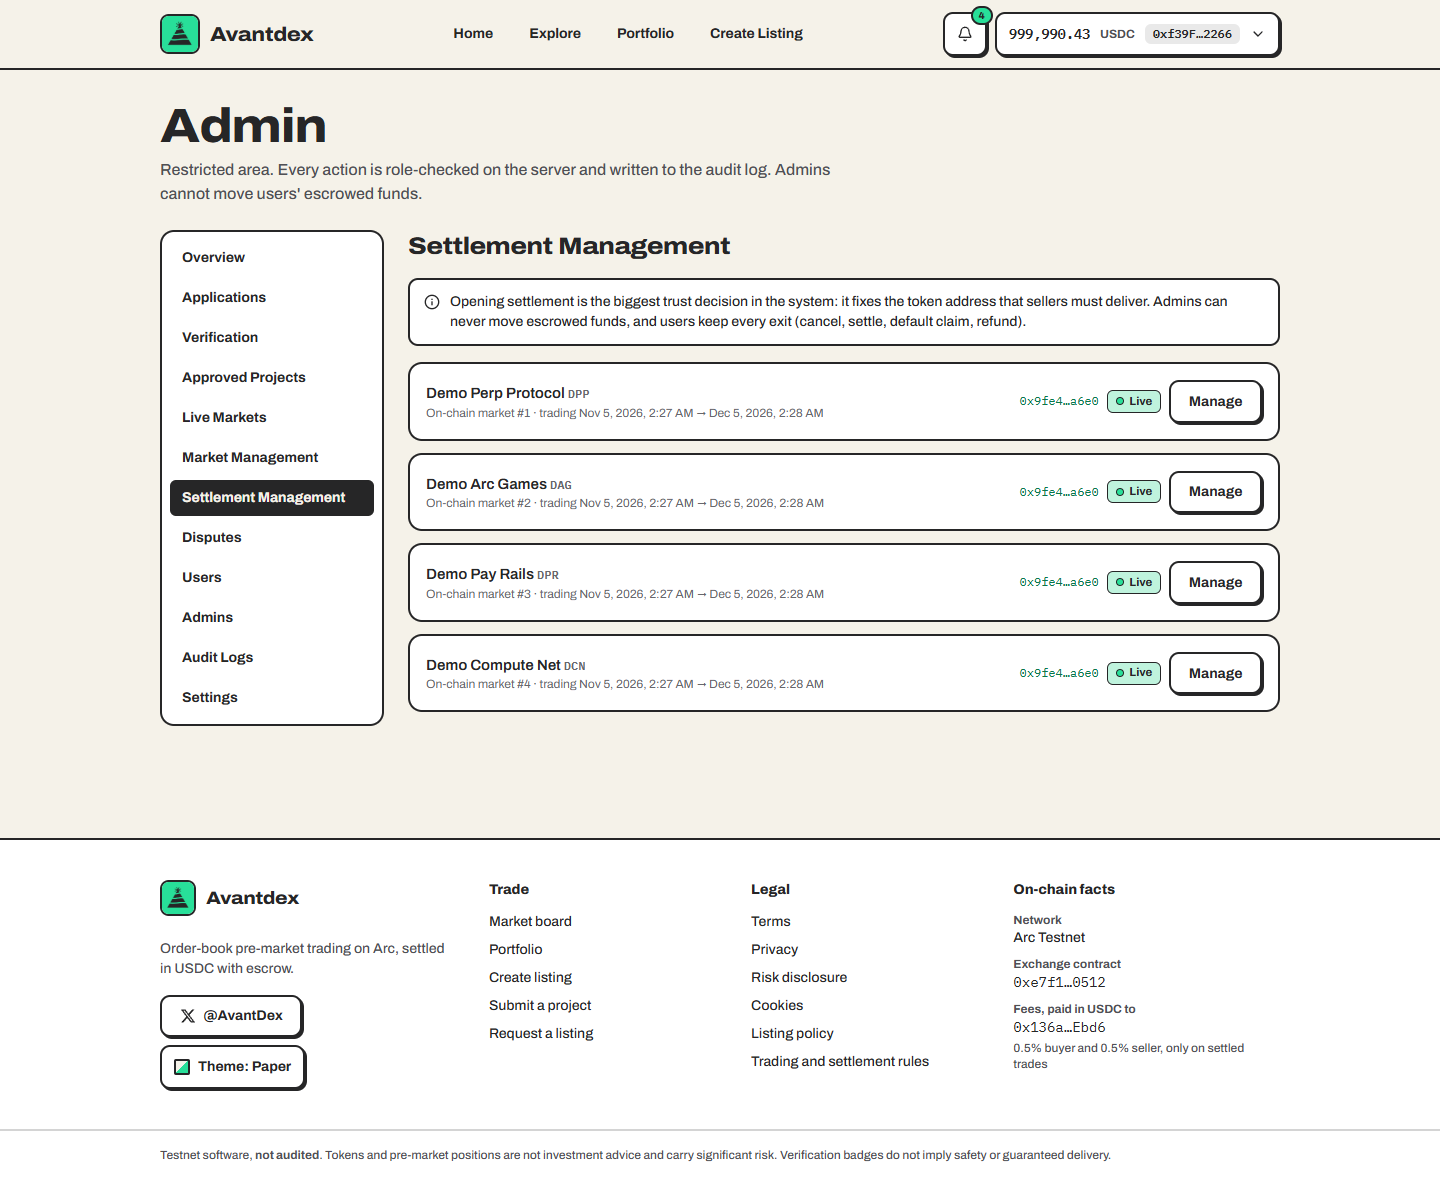 Avantdex
Home
Explore
Portfolio
Create Listing
4
999,990.43 USDC 0xf39F…2266
Admin
Restricted area. Every action is role-checked on the server and written to the audit log. Admins
cannot move users' escrowed funds.
Overview
Applications
Verification
Approved Projects
Live Markets
Market Management
Settlement Management
Disputes
Users
Admins
Audit Logs
Settings
Settlement Management
Opening settlement is the biggest trust decision in the system: it fixes the token address that sellers must deliver. Admins can
never move escrowed funds, and users keep every exit (cancel, settle, default claim, refund).
Demo Perp Protocol DPP
On-chain market #1 · trading Nov 5, 2026, 2:27 AM → Dec 5, 2026, 2:28 AM
0x9fe4…a6e0 Live Manage
Demo Arc Games DAG
On-chain market #2 · trading Nov 5, 2026, 2:27 AM → Dec 5, 2026, 2:28 AM
0x9fe4…a6e0 Live Manage
Demo Pay Rails DPR
On-chain market #3 · trading Nov 5, 2026, 2:27 AM → Dec 5, 2026, 2:28 AM
0x9fe4…a6e0 Live Manage
Demo Compute Net DCN
On-chain market #4 · trading Nov 5, 2026, 2:27 AM → Dec 5, 2026, 2:28 AM
0x9fe4…a6e0 Live Manage
Avantdex
Order-book pre-market trading on Arc, settled
in USDC with escrow.
@AvantDex
Theme: Paper
Trade
Market board
Portfolio
Create listing
Submit a project
Request a listing
Legal
Terms
Privacy
Risk disclosure
Cookies
Listing policy
Trading and settlement rules
On-chain facts
Network
Arc Testnet
Exchange contract
0xe7f1…0512
Fees, paid in USDC to
0x136a…Ebd6
0.5% buyer and 0.5% seller, only on settled
trades
Testnet software, not audited. Tokens and pre-market positions are not investment advice and carry significant risk. Verification badges do not imply safety or guaranteed delivery.